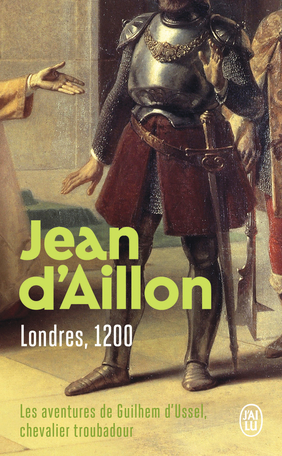 Jean
d'Aillon
Londres, 1200
Les aventures de Guilhem d'Ussel,
chevalier troubadour
J'AI
LU